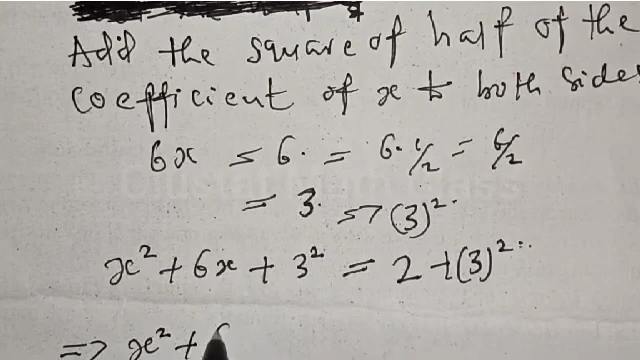 Add the square of half of the
coefficient of x to both sides
6x = 6. = 6·1/2 = 6/2
= 3. => (3)².
x² + 6x + 3² = 2 + (3)².
=> x² +